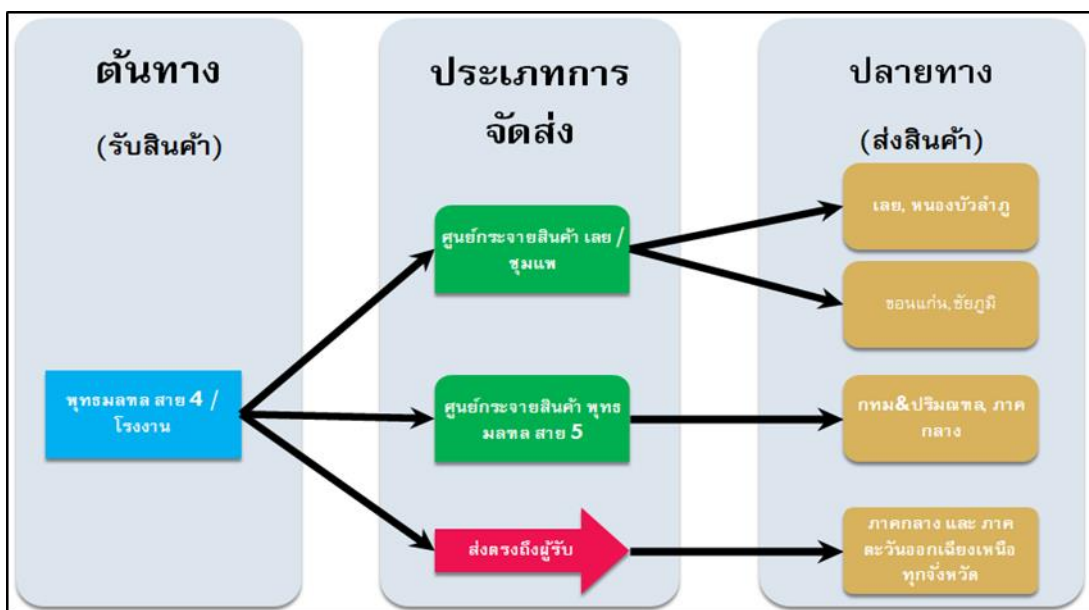 ต้นทาง
(รับสินค้า)
พุทธมลฑล สาย 4 /
โรงงาน
ประเภทการ
จัดส่ง
ศูนย์กระจายสินค้า เลย /
ชุมแพ
ศูนย์กระจายสินค้า พุทธ
มลฑล สาย 5
ส่งตรงถึงผู้รับ
ปลายทาง
(ส่งสินค้า)
เลย, หนองบัวลำภู
ขอนแก่น,ชัยภูมิ
กทม&ปริมณฑล, ภาค
กลาง
ภาคกลาง และ ภาค
ตะวันออกเฉียงเหนือ
ทุกจั่งหวัด